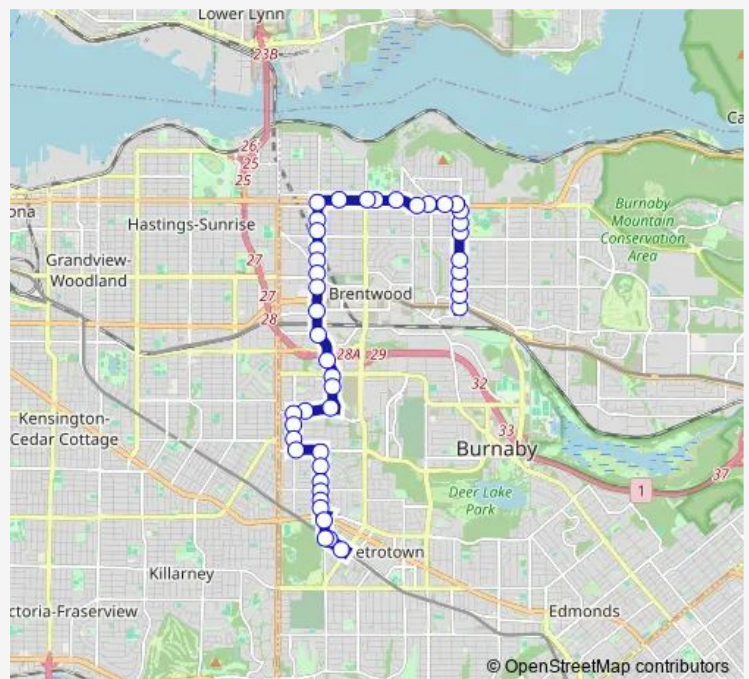 Lower Lynn
23B
Ca
26
25
25
ona
Hastings-Sunrise
Burnaby
Mountain
Conservation
Area
Grandview-
Woodland
27
27
Brentwood
28
28A
29
32
Kensington-
Cedar Cottage
33
Burnaby
37
1
Deer Lake
Park
etrotown
Killarney
ctoria-Fraserview
Edmonds
© OpenStreetMap contributors